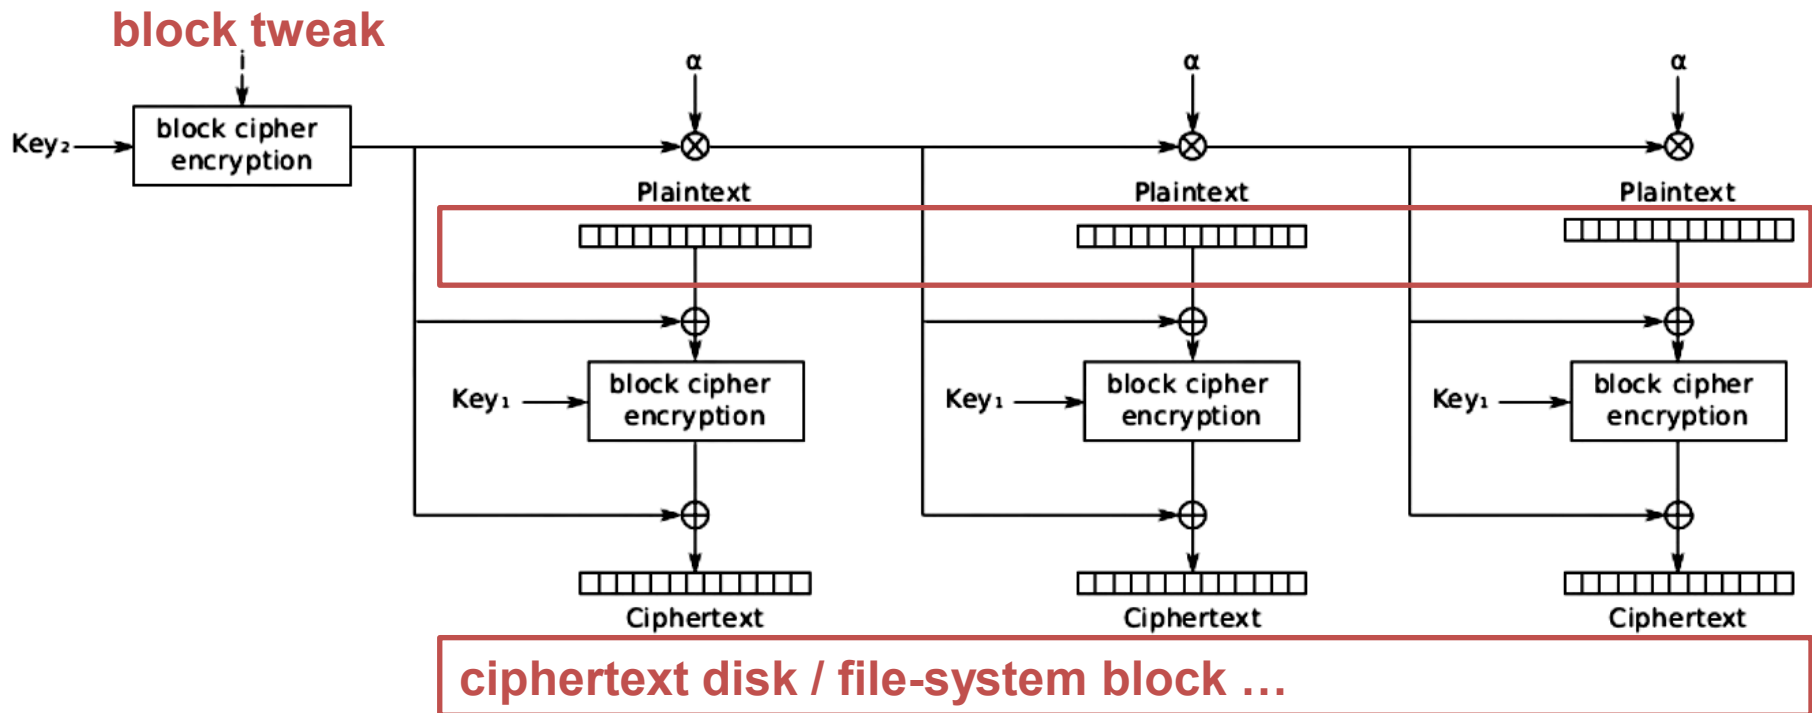 block tweak
i
α
α
α
Key₂
block cipher
encryption
Plaintext
Plaintext
Plaintext
Key₁
block cipher
encryption
Key₁
block cipher
encryption
Key₁
block cipher
encryption
Ciphertext
Ciphertext
Ciphertext
ciphertext disk / file-system block ...